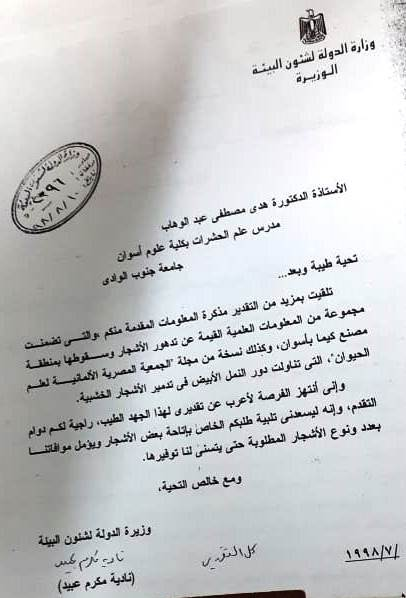 وزارة الدولة لشئون البيئة
الوزيرة
وزارة الدولة لشئون البيئة
الأستاذة الدكتورة هدى مصطفى عبد الوهاب
مدرس علم الحشرات بكلية علوم أسوان
جامعة جنوب الوادى
تحية طيبة وبعد...
تلقيت بمزيد من التقدير مذكرة المعلومات المقدمة منكم ،والتى تضمنت
مجموعة من المعلومات العلمية القيمة عن تدهور الأشجار وسقوطها بمنطقة
مصنع كيما بأسوان، وكذلك نسخة من مجلة "الجمعية المصرية الألمانية لعلم
الحيوان"، التى تناولت دور النمل الأبيض فى تدمير الأشجار الخشبية.
وإنى أنتهز الفرصة لأعرب عن تقديرى لهذا الجهد الطيب، راجية لكم دوام
التقدم، وإنه ليسعدنى تلبية طلبكم الخاص بإتاحة بعض الأشجار ويؤمل موافاتنا
بعدد ونوع الأشجار المطلوبة حتى يتسنى لنا توفيرها.
ومع خالص التحية،
وزيرة الدولة لشئون البيئة
كل التقدير
نادية مكرم عبيد
(نادية مكرم عبيد)
١٩٩٨/٧/